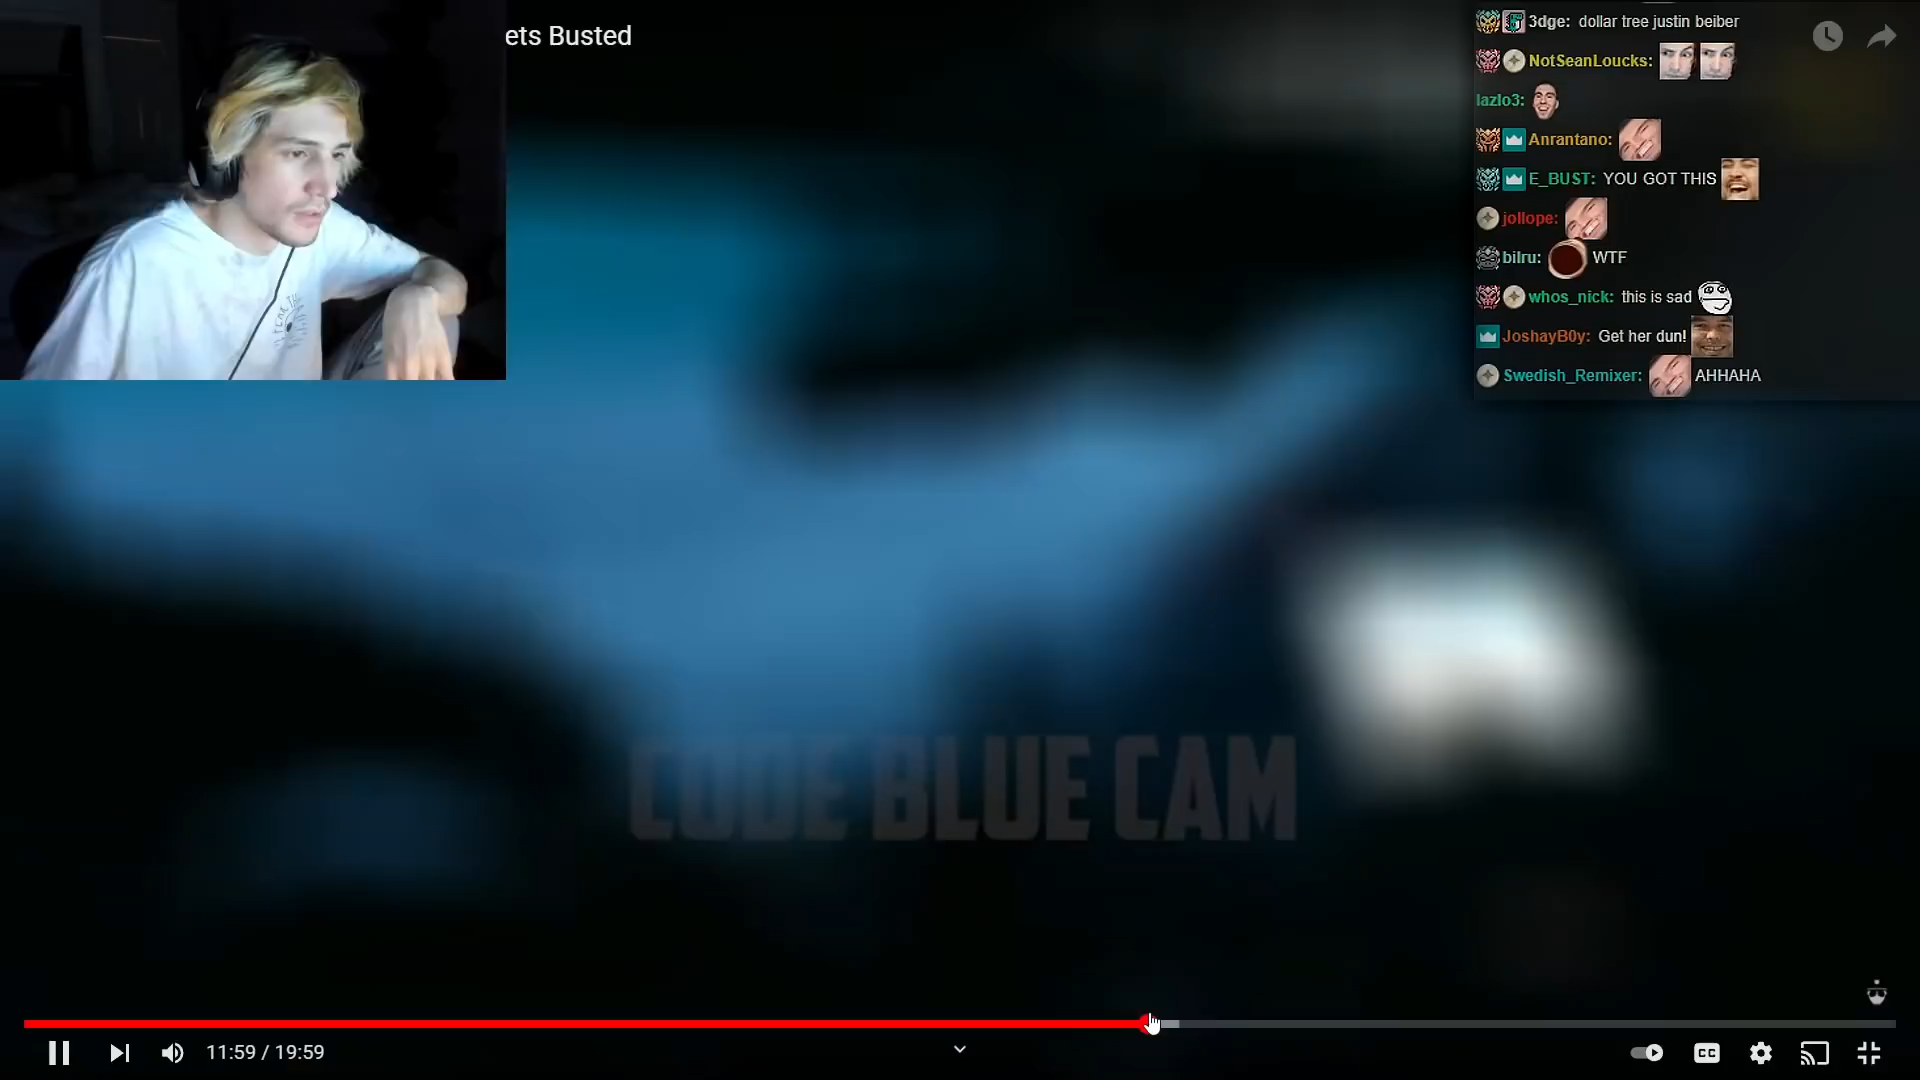 ets Busted
3dge: dollar tree justin beiber
NotSeanLoucks:
lazlo3:
Anrantano:
E_BUST: YOU GOT THIS
jollope:
bilru: WTF
whos_nick: this is sad
JoshayB0y: Get her dun!
Swedish_Remixer: AHHAHA
CODE BLUE CAM
11:59 / 19:59
CC